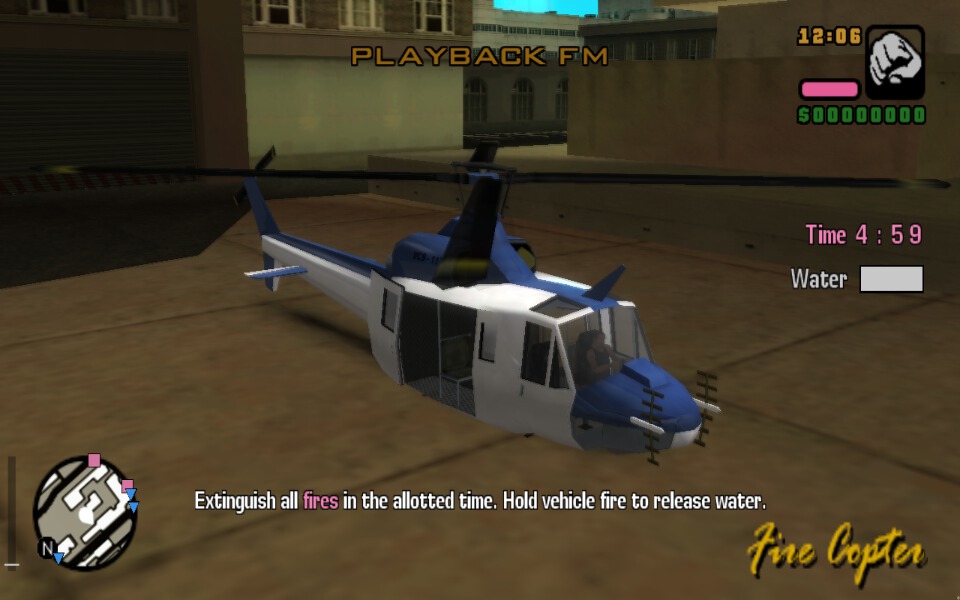 PLAYBACK FM
12:06
$00000000
Time 4:59
Water
Extinguish all fires in the allotted time. Hold vehicle fire to release water.
N
Fire Copter